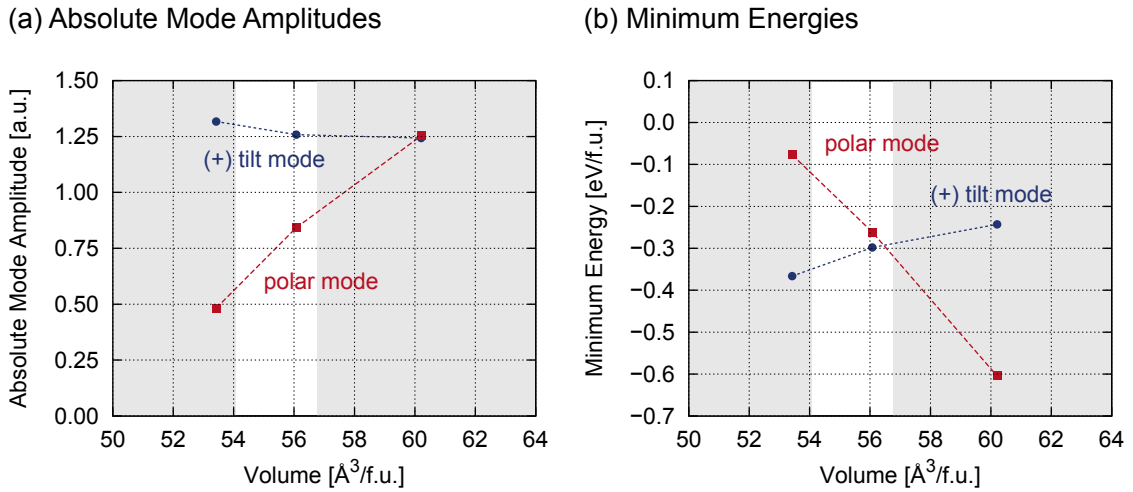 (a) Absolute Mode Amplitudes
Absolute Mode Amplitude [a.u.]
1.50
1.25
1.00
0.75
0.50
0.25
0.00
(+) tilt mode
polar mode
50 52 54 56 58 60 62 64
Volume [Å³/f.u.]
(b) Minimum Energies
Minimum Energy [eV/f.u.]
0.1
0.0
−0.1
−0.2
−0.3
−0.4
−0.5
−0.6
−0.7
polar mode
(+) tilt mode
50 52 54 56 58 60 62 64
Volume [Å³/f.u.]